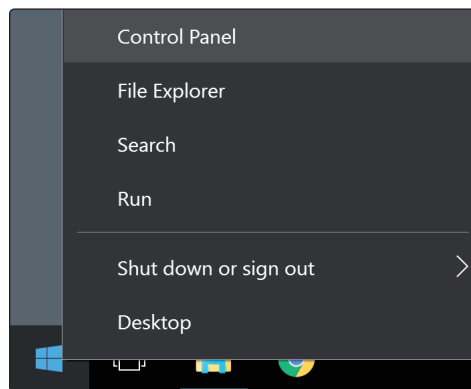 Control Panel
File Explorer
Search
Run
Shut down or sign out
Desktop